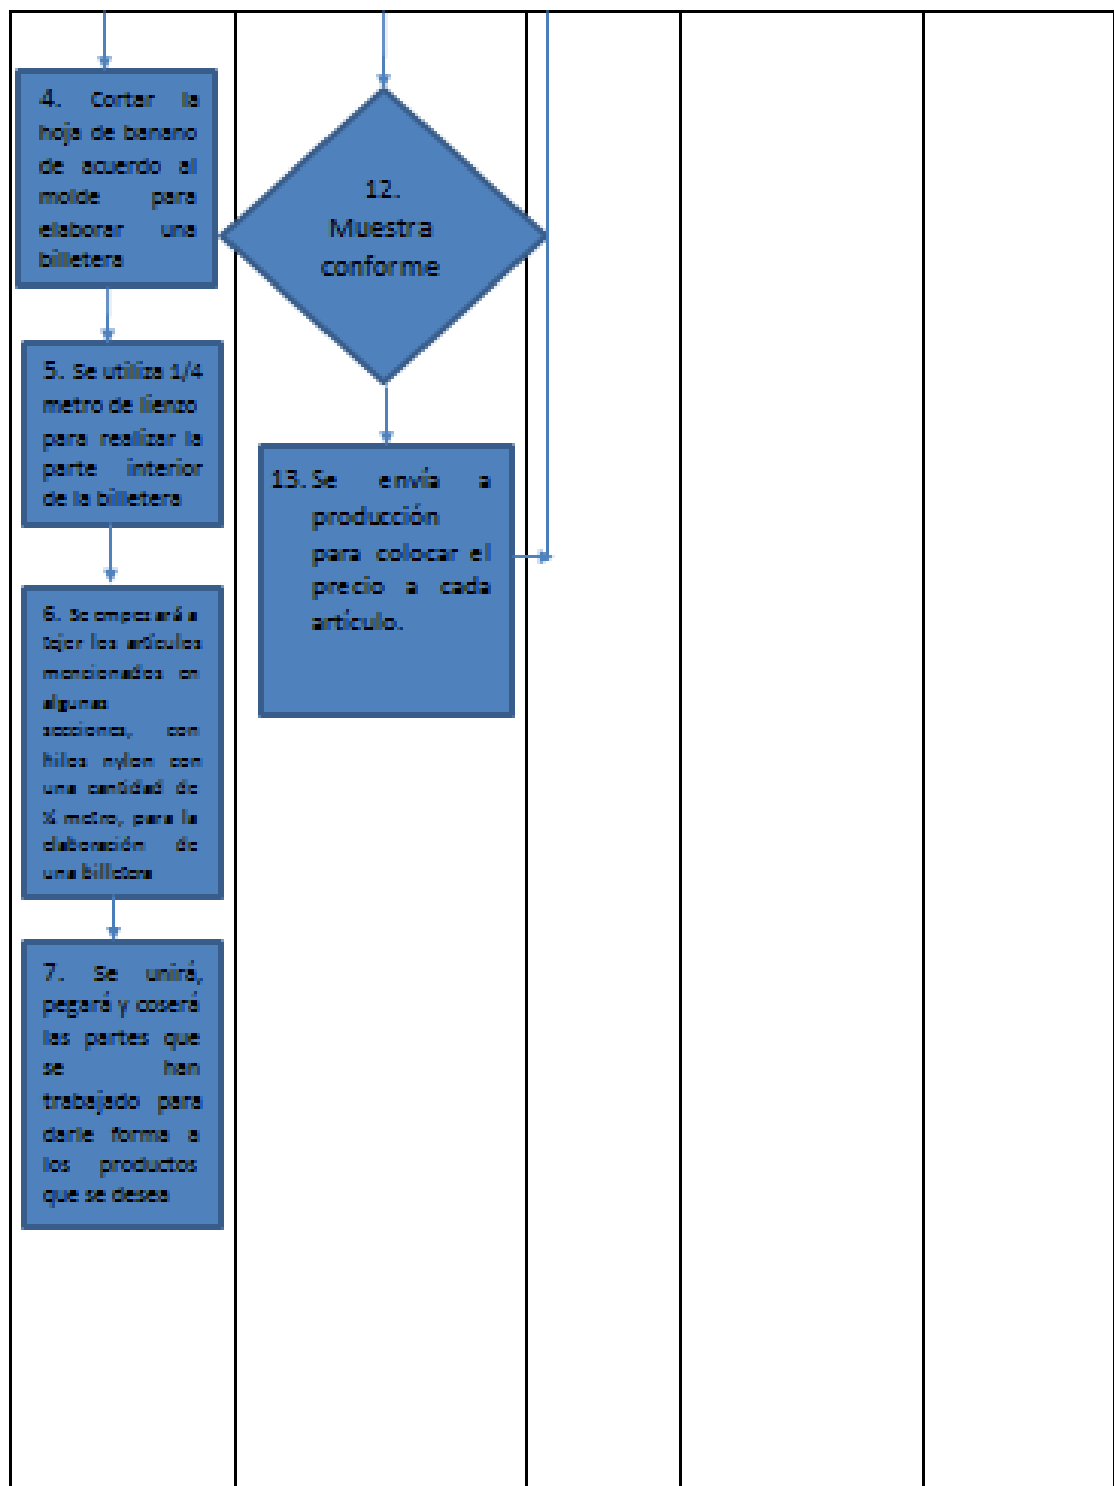 4. Cortar la
hoja de banano
de acuerdo al
molde para
elaborar una
billetera
5. Se utiliza 1/4
metro de lienzo
para realizar la
parte interior
de la billetera
6. Se empesará a
tejer los artículos
mencionados en
algunas
secciones, con
hilos nylon con
una cantidad de
metro, para la
elaboración de
una billetera
7. Se unirá,
pegará y coserá
las partes que
se han
trabajado para
darle forma a
los productos
que se desea
12.
Muestra
conforme
13. Se envía a
producción
para colocar el
precio a cada
artículo.